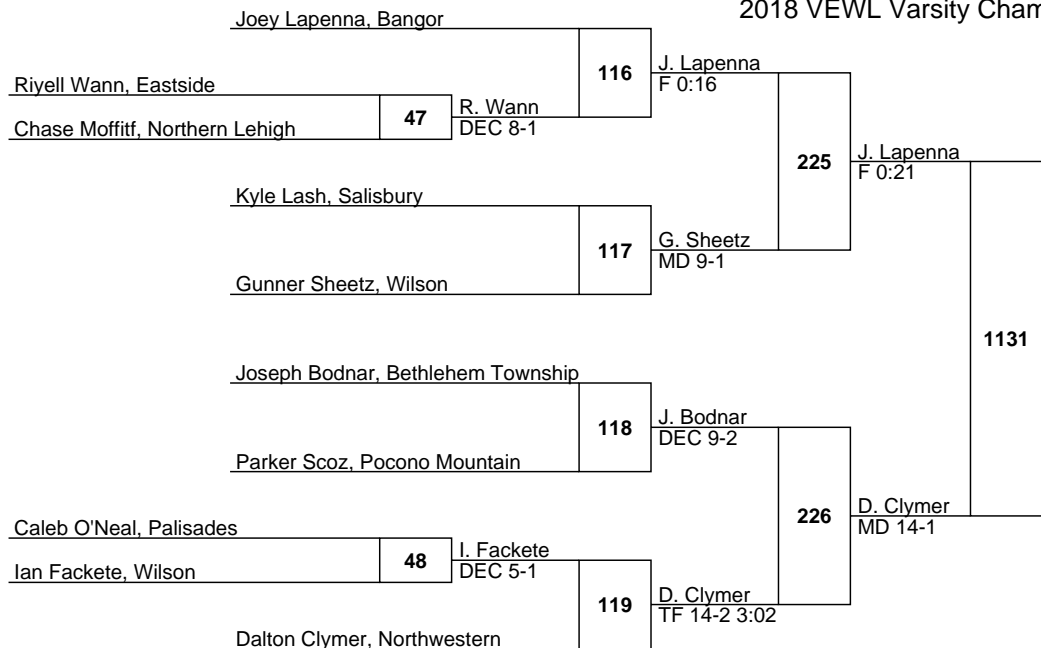 2018 VEWL Varsity Cham
Joey Lapenna, Bangor
116
J. Lapenna
F 0:16
Riyell Wann, Eastside
47
R. Wann
DEC 8-1
Chase Moffitf, Northern Lehigh
225
J. Lapenna
F 0:21
Kyle Lash, Salisbury
117
G. Sheetz
MD 9-1
Gunner Sheetz, Wilson
1131
Joseph Bodnar, Bethlehem Township
118
J. Bodnar
DEC 9-2
Parker Scoz, Pocono Mountain
226
D. Clymer
MD 14-1
Caleb O'Neal, Palisades
48
I. Fackete
DEC 5-1
Ian Fackete, Wilson
119
D. Clymer
TF 14-2 3:02
Dalton Clymer, Northwestern